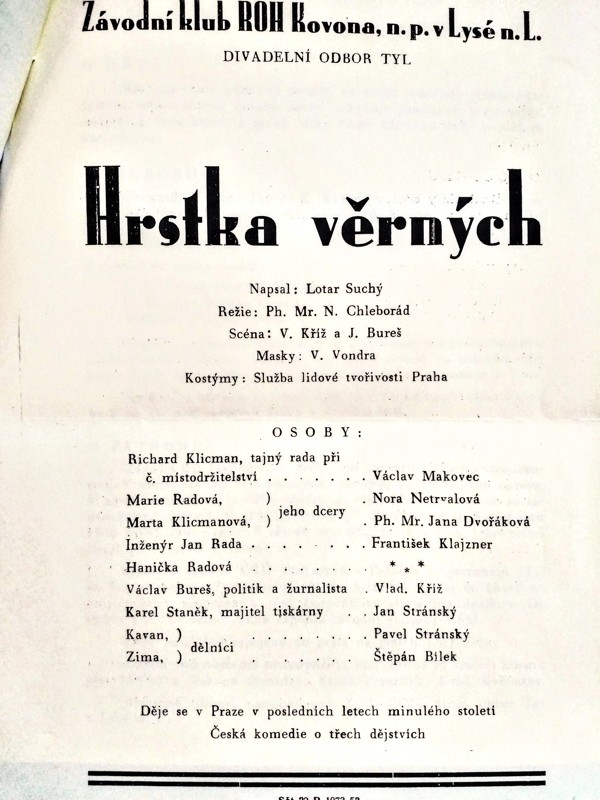 Závodní klub ROH Kovona, n. p. v Lysé n. L.
DIVADELNÍ ODBOR TYL
Hrstka věrných
Napsal: Lotar Suchý
Režie: Ph. Mr. N. Chleborád
Scéna: V. Kříž a J. Bureš
Masky: V. Vondra
Kostýmy: Služba lidové tvořivosti Praha
OSOBY:
Richard Klicman, tajný rada při
č. místodržitelství . . . . . . . Václav Makovec
Marie Radová, ) . Nora Netrvalová
jeho dcery
Marta Klicmanová, ) . Ph. Mr. Jana Dvořáková
Inženýr Jan Rada . . . . . . . . František Klajzner
Hanička Radová . . . . . . . * * *
Václav Bureš, politik a žurnalista . Vlad. Kříž
Karel Staněk, majitel tiskárny . Jan Stránský
Kavan, ) . . . . . . . . Pavel Stránský
dělníci
Zima, ) . . . . . . . . Štěpán Bílek
Děje se v Praze v posledních letech minulého století
Česká komedie o třech dějstvích